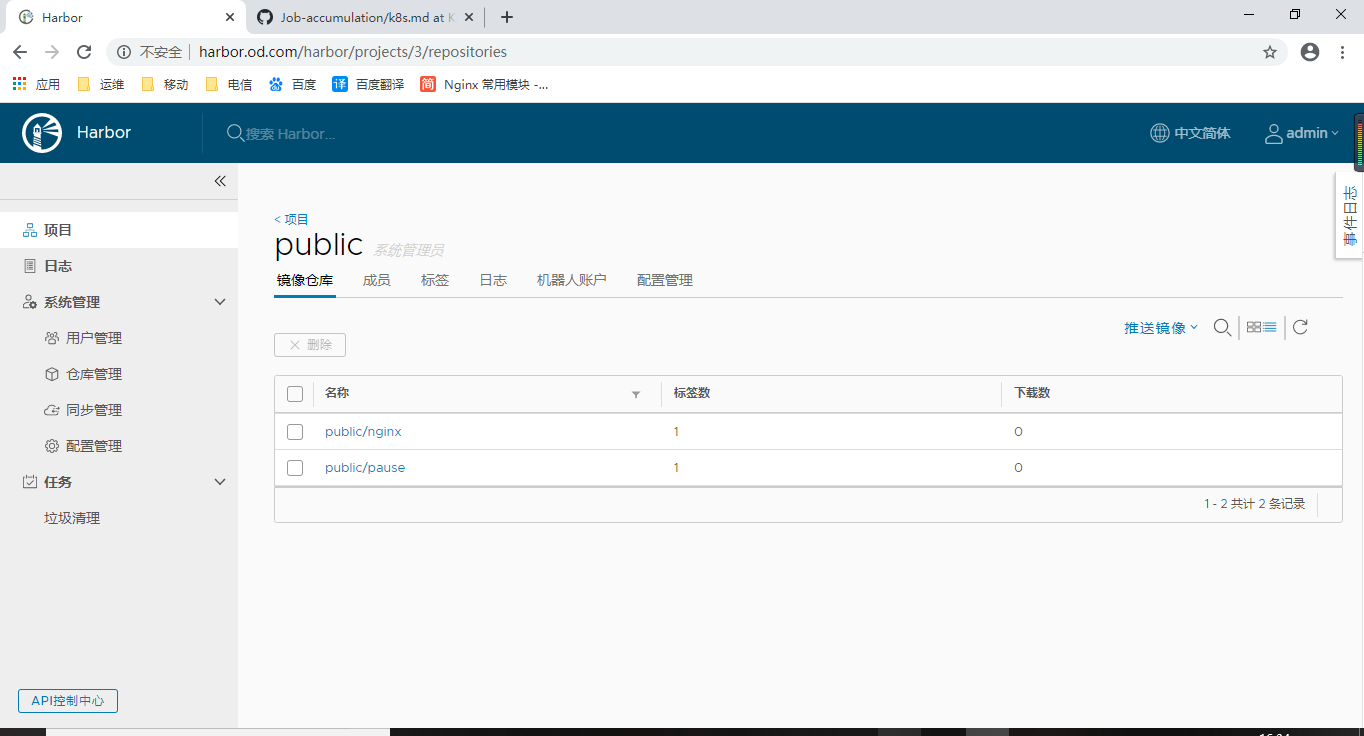 Harbor
Job-accumulation/k8s.md at K
不安全 harbor.od.com/harbor/projects/3/repositories
应用 运维 移动 电信 百度 译 百度翻译 简 Nginx 常用模块 -...
Harbor 搜索 Harbor... 中文简体 admin
事件日志
项目
日志
系统管理
用户管理
仓库管理
同步管理
配置管理
任务
垃圾清理
API控制中心
< 项目
public 系统管理员
镜像仓库 成员 标签 日志 机器人账户 配置管理
推送镜像
删除
名称 标签数 下载数
public/nginx 1 0
public/pause 1 0
1 - 2 共计 2 条记录